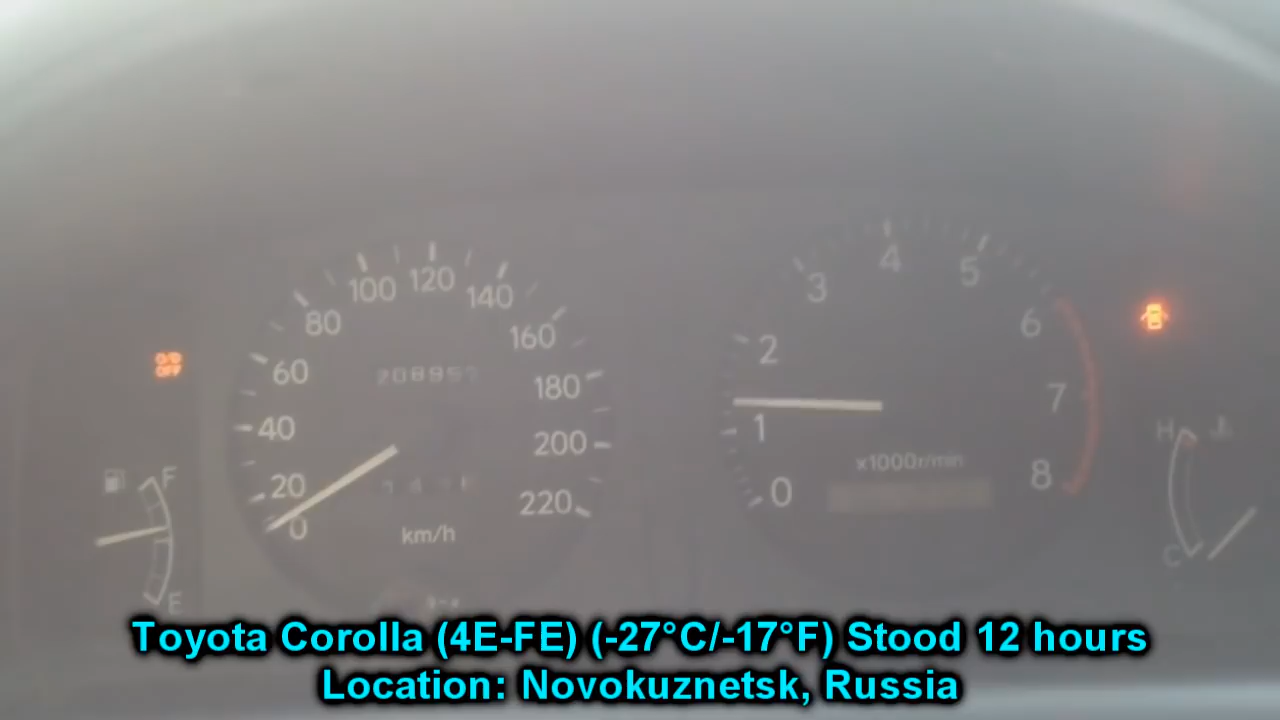 100 120 140
80 160
60 180
40 200
20 220
0
km/h
O/D
OFF
F
E
0 1 2 3 4 5 6 7 8
x1000r/min
H
C
Toyota Corolla (4E-FE) (-27°C/-17°F) Stood 12 hours
Location: Novokuznetsk, Russia